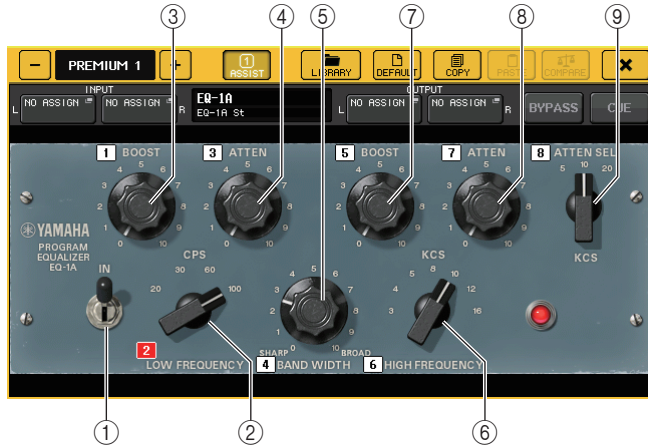 ③ ④ ⑤ ⑦ ⑧ ⑨
− PREMIUM 1 + 1 ASSIST LIBRARY DEFAULT COPY PASTE COMPARE ×
INPUT OUTPUT
L NO ASSIGN NO ASSIGN R EQ-1A L NO ASSIGN NO ASSIGN R BYPASS CUE
EQ-1A St
1 BOOST 3 ATTEN 5 BOOST 7 ATTEN 8 ATTEN SEL
0 1 2 3 4 5 6 7 8 9 10
0 1 2 3 4 5 6 7 8 9 10
0 1 2 3 4 5 6 7 8 9 10
0 1 2 3 4 5 6 7 8 9 10
5 10 20
KCS
YAMAHA
PROGRAM
EQUALIZER
EQ-1A
IN
CPS
20 30 60 100
0 1 2 3 4 5 6 7 8 9 10
SHARP BROAD
KCS
3 4 5 8 10 12 16
2 LOW FREQUENCY 4 BAND WIDTH 6 HIGH FREQUENCY
① ② ⑥